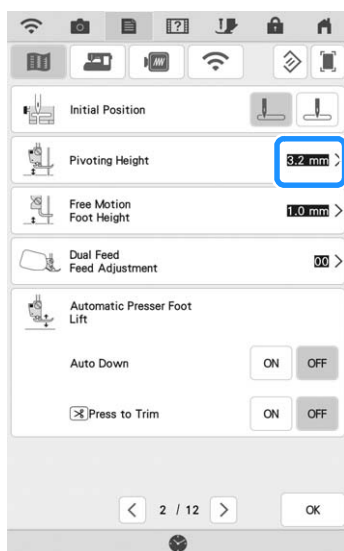 Initial Position
Pivoting Height
3.2 mm >
Free Motion
Foot Height
1.0 mm >
Dual Feed
Feed Adjustment
00 >
Automatic Presser Foot
Lift
Auto Down
ON OFF
Press to Trim
ON OFF
< 2 / 12 >
OK